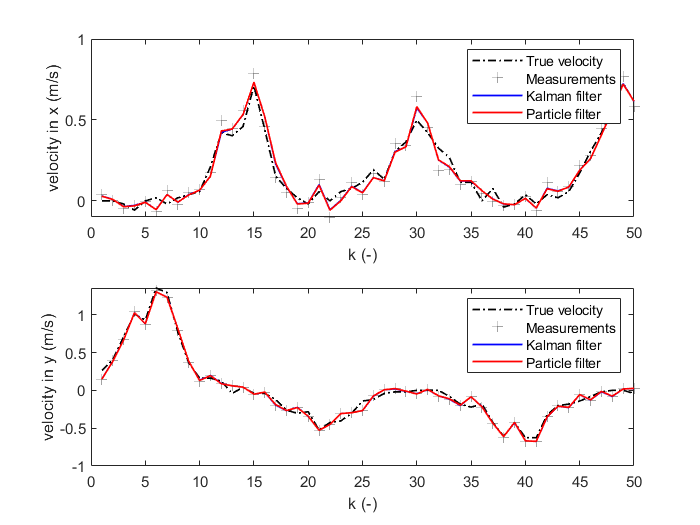 velocity in x (m/s)
1
0.5
0
True velocity
Measurements
Kalman filter
Particle filter
0 5 10 15 20 25 30 35 40 45 50
k (-)
velocity in y (m/s)
1
0.5
0
-0.5
-1
True velocity
Measurements
Kalman filter
Particle filter
0 5 10 15 20 25 30 35 40 45 50
k (-)